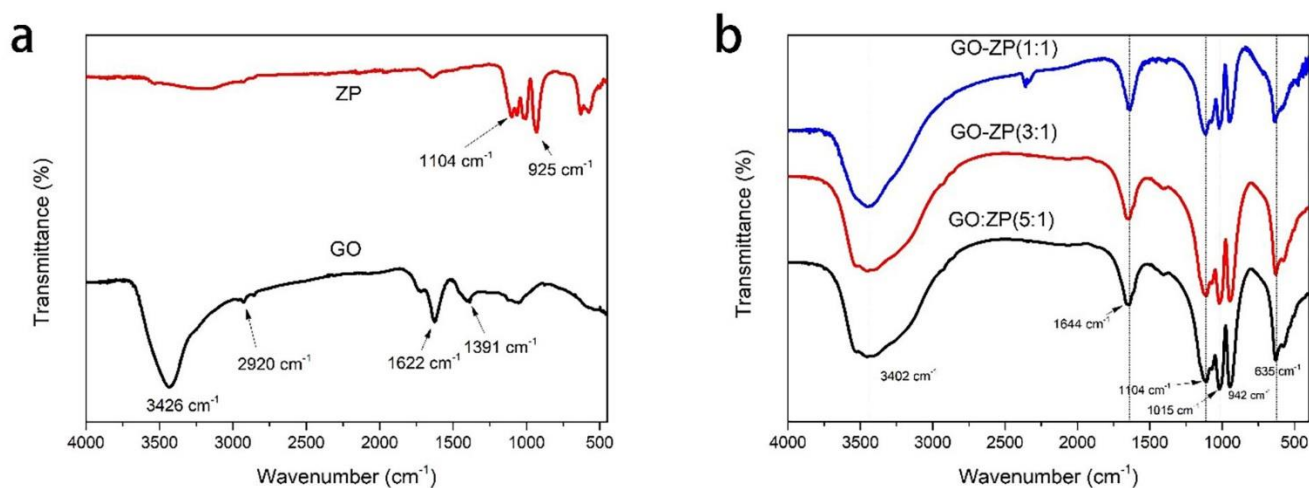 a
ZP
1104 cm⁻¹
925 cm⁻¹
GO
2920 cm⁻¹
1622 cm⁻¹
1391 cm⁻¹
3426 cm⁻¹
Transmittance (%)
4000 3500 3000 2500 2000 1500 1000 500
Wavenumber (cm⁻¹)
b
GO-ZP(1:1)
GO-ZP(3:1)
GO:ZP(5:1)
1644 cm⁻¹
3402 cm⁻¹
635 cm⁻¹
1104 cm⁻¹
942 cm⁻¹
1015 cm⁻¹
Transmittance (%)
4000 3500 3000 2500 2000 1500 1000 500
Wavenumber (cm⁻¹)